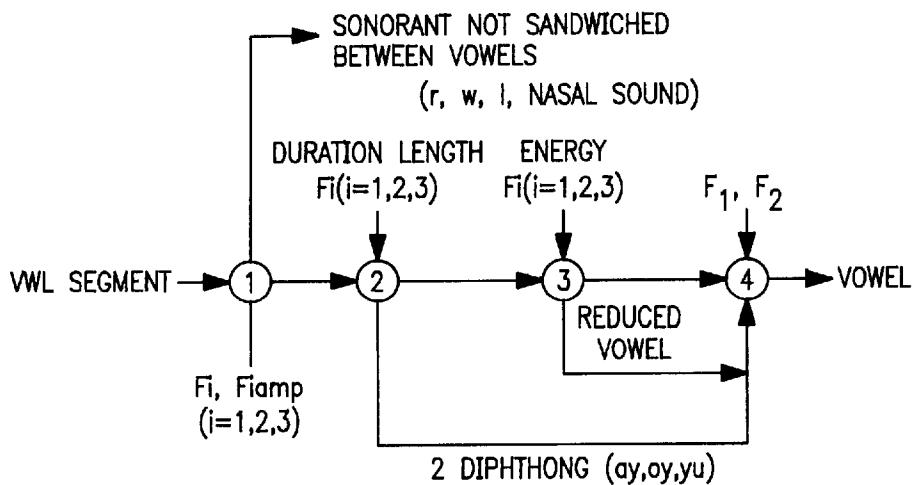 SONORANT NOT SANDWICHED
BETWEEN VOWELS
(r, w, l, NASAL SOUND)
DURATION LENGTH
Fi(i=1,2,3)
ENERGY
Fi(i=1,2,3)
F1, F2
VWL SEGMENT
1
2
3
4
VOWEL
REDUCED
VOWEL
Fi, Fiamp
(i=1,2,3)
2 DIPHTHONG (ay,oy,yu)